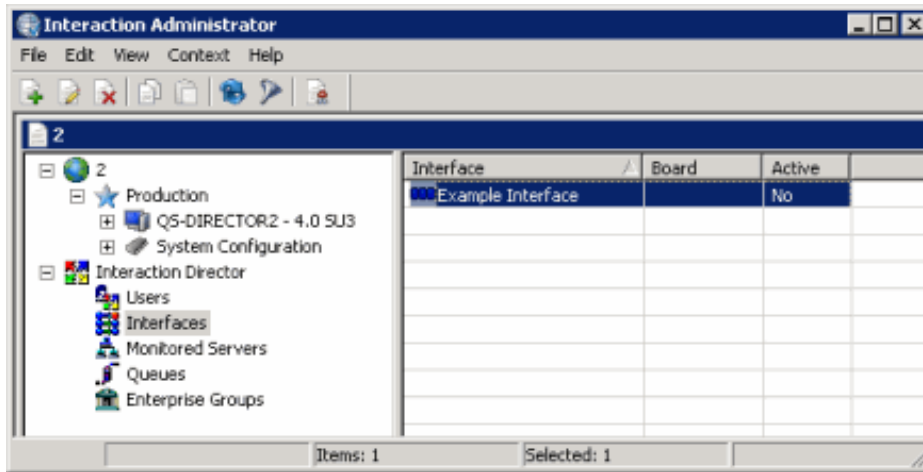 Interaction Administrator
File Edit View Context Help
2
2
Production
QS-DIRECTOR2 - 4.0 SU3
System Configuration
Interaction Director
Users
Interfaces
Monitored Servers
Queues
Enterprise Groups
Interface Board Active
Example Interface No
Items: 1 Selected: 1